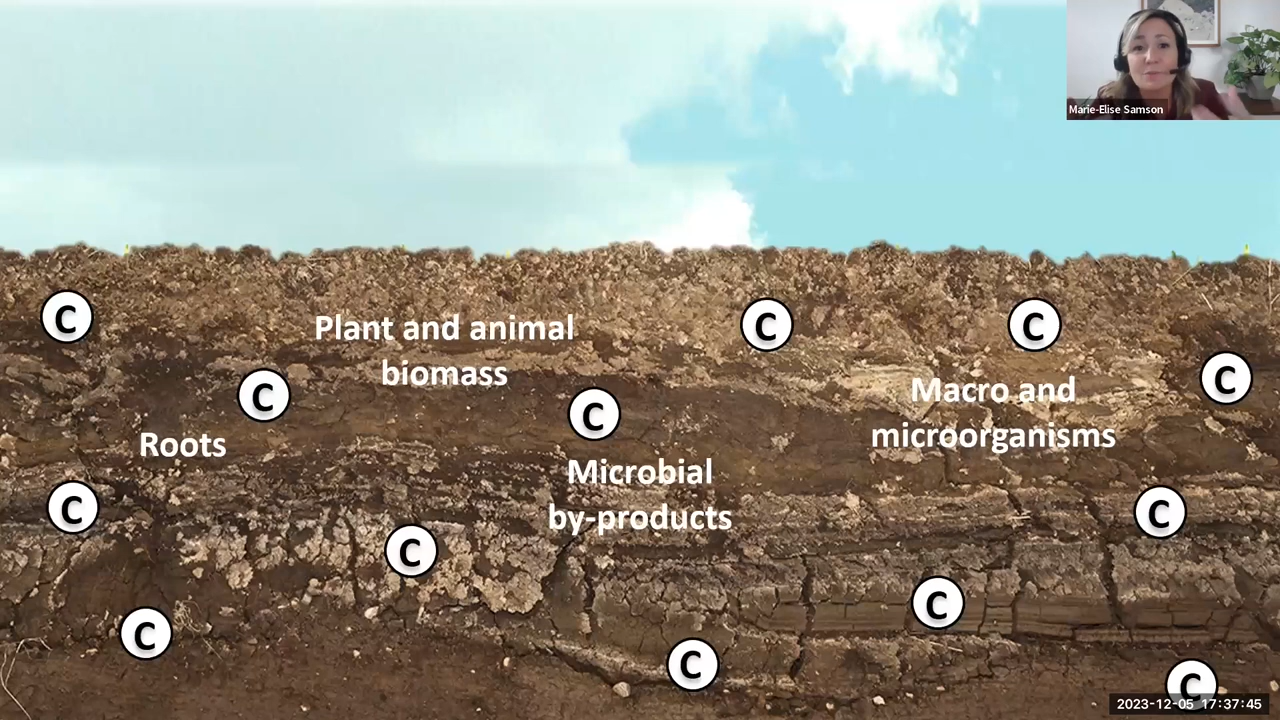 Marie-Elise Samson
C
Plant and animal
biomass
C
C
C
Macro and
microorganisms
C
C
Roots
Microbial
by-products
C
C
C
C
C
C
C
2023-12-05 17:37:45